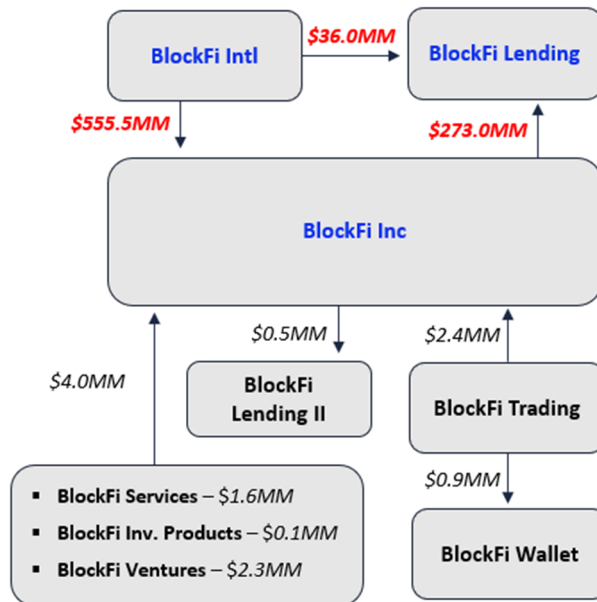 $36.0MM
BlockFi Intl
BlockFi Lending
$555.5MM
$273.0MM
BlockFi Inc
$0.5MM
$2.4MM
$4.0MM
BlockFi
Lending II
BlockFi Trading
▪ BlockFi Services – $1.6MM
▪ BlockFi Inv. Products – $0.1MM
▪ BlockFi Ventures – $2.3MM
$0.9MM
BlockFi Wallet